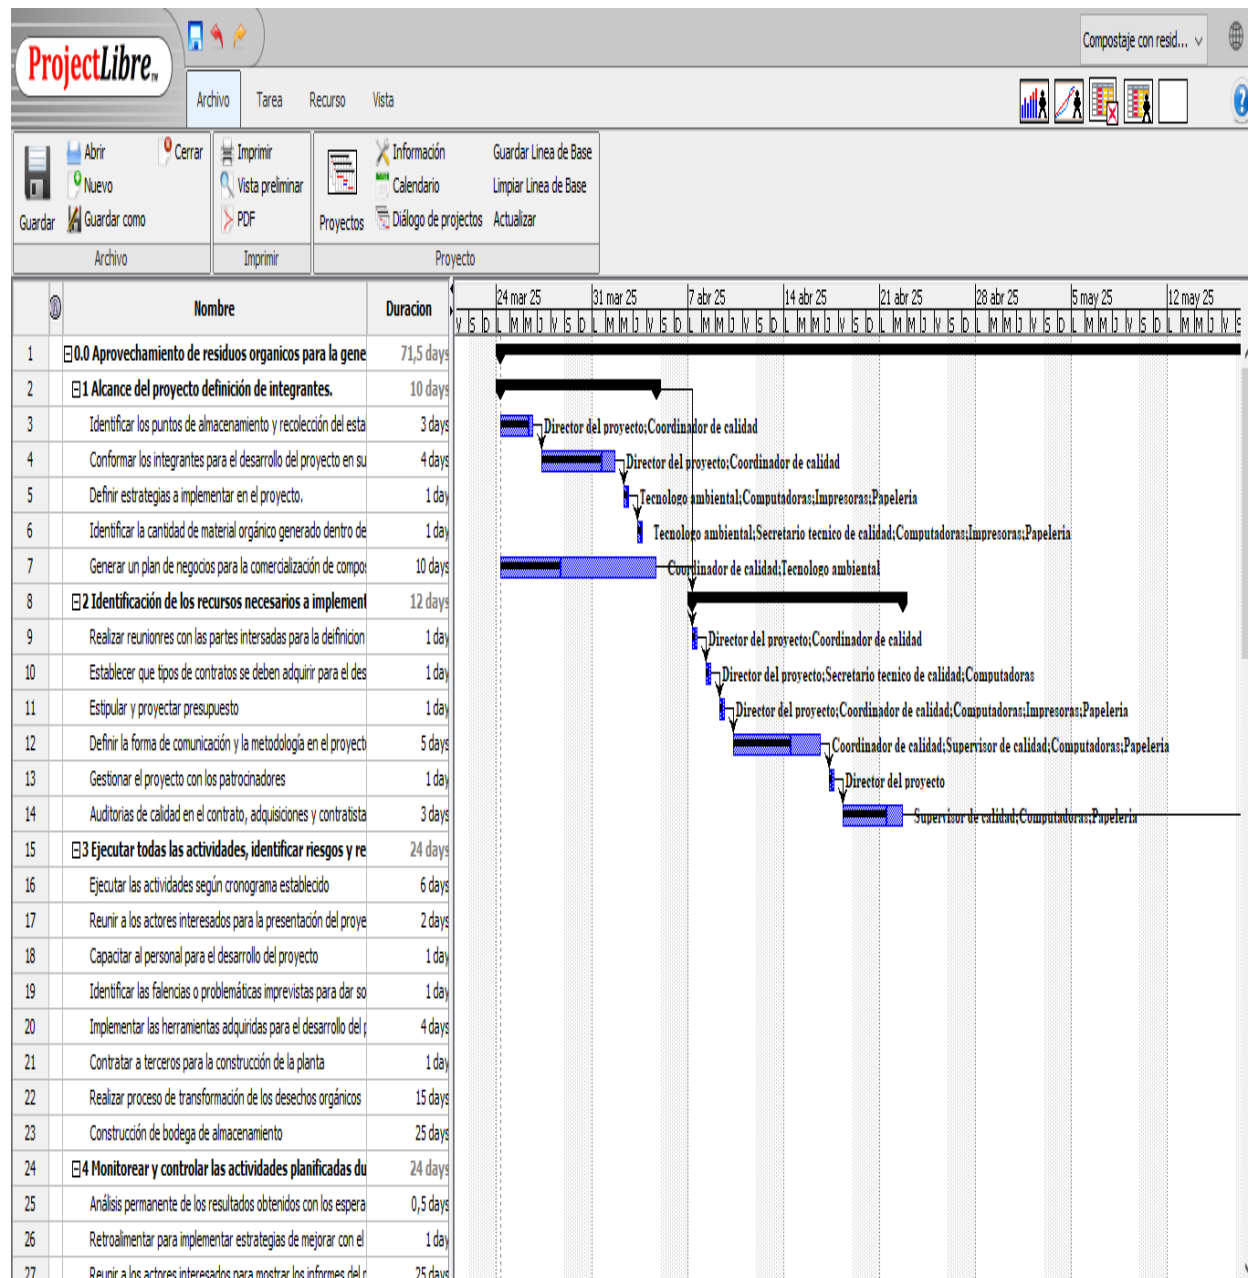 Compostaje con resid...
ProjectLibre TM
Archivo Tarea Recurso Vista
Abrir Cerrar Imprimir Información Guardar Linea de Base
Nuevo Vista preliminar Calendario Limpiar Linea de Base
Guardar Guardar como PDF Proyectos Diálogo de projectos Actualizar
Archivo Imprimir Proyecto
Nombre Duracion
24 mar 25 31 mar 25 7 abr 25 14 abr 25 21 abr 25 28 abr 25 5 may 25 12 may 25
V S D L M M J V S D L M M J V S D L M M J V S D L M M J V S D L M M J V S D L M M J V S D L M M J V S D L M M J V S
1 0.0 Aprovechamiento de residuos organicos para la gene 71,5 days
2 1 Alcance del proyecto definición de integrantes. 10 days
3 Identificar los puntos de almacenamiento y recolección del esta 3 days Director del proyecto;Coordinador de calidad
4 Conformar los integrantes para el desarrollo del proyecto en su 4 days Director del proyecto;Coordinador de calidad
5 Definir estrategias a implementar en el proyecto. 1 day Tecnologo ambiental;Computadoras;Impresoras;Papeleria
6 Identificar la cantidad de material orgánico generado dentro de 1 day Tecnologo ambiental;Secretario tecnico de calidad;Computadoras;Impresoras;Papeleria
7 Generar un plan de negocios para la comercialización de compo 10 days Coordinador de calidad;Tecnologo ambiental
8 2 Identificación de los recursos necesarios a implement 12 days
9 Realizar reunionres con las partes intersadas para la deifinicion 1 day Director del proyecto;Coordinador de calidad
10 Establecer que tipos de contratos se deben adquirir para el des 1 day Director del proyecto;Secretario tecnico de calidad;Computadoras
11 Estipular y proyectar presupuesto 1 day Director del proyecto;Coordinador de calidad;Computadoras;Impresoras;Papeleria
12 Definir la forma de comunicación y la metodología en el proyect 5 days Coordinador de calidad;Supervisor de calidad;Computadoras;Papeleria
13 Gestionar el proyecto con los patrocinadores 1 day Director del proyecto
14 Auditorias de calidad en el contrato, adquisiciones y contratista 3 days Supervisor de calidad;Computadoras;Papeleria
15 3 Ejecutar todas las actividades, identificar riesgos y re 24 days
16 Ejecutar las actividades según cronograma establecido 6 days
17 Reunir a los actores interesados para la presentación del proye 2 days
18 Capacitar al personal para el desarrollo del proyecto 1 day
19 Identificar las falencias o problemáticas imprevistas para dar so 1 day
20 Implementar las herramientas adquiridas para el desarrollo del p 4 days
21 Contratar a terceros para la construcción de la planta 1 day
22 Realizar proceso de transformación de los desechos orgánicos 15 days
23 Construcción de bodega de almacenamiento 25 days
24 4 Monitorear y controlar las actividades planificadas du 24 days
25 Análisis permanente de los resultados obtenidos con los espera 0,5 days
26 Retroalimentar para implementar estrategias de mejorar con el 1 day
27 Reunir a los actores interesados para mostrar los informes del p 25 days